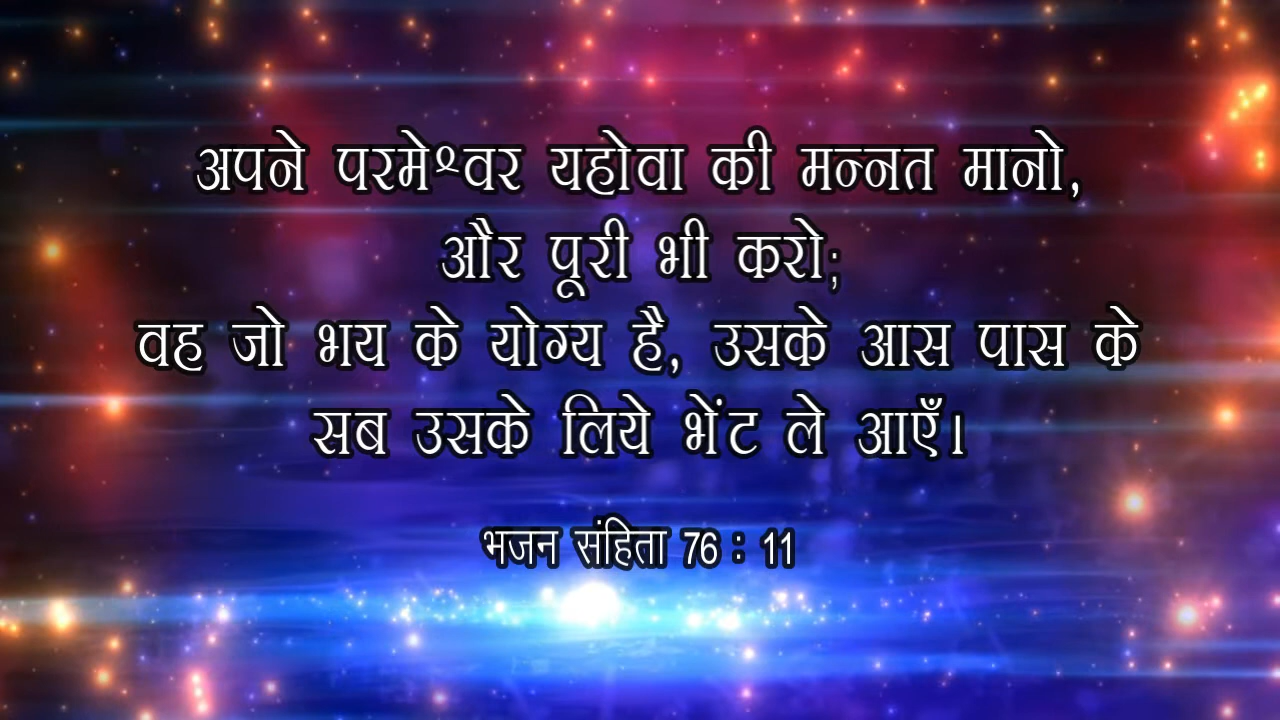 अपने परमेश्वर यहोवा की मन्नत मानो,
और पूरी भी करो;
वह जो भय के योग्य है, उसके आस पास के
सब उसके लिये भेंट ले आएँ।
भजन संहिता 76 : 11